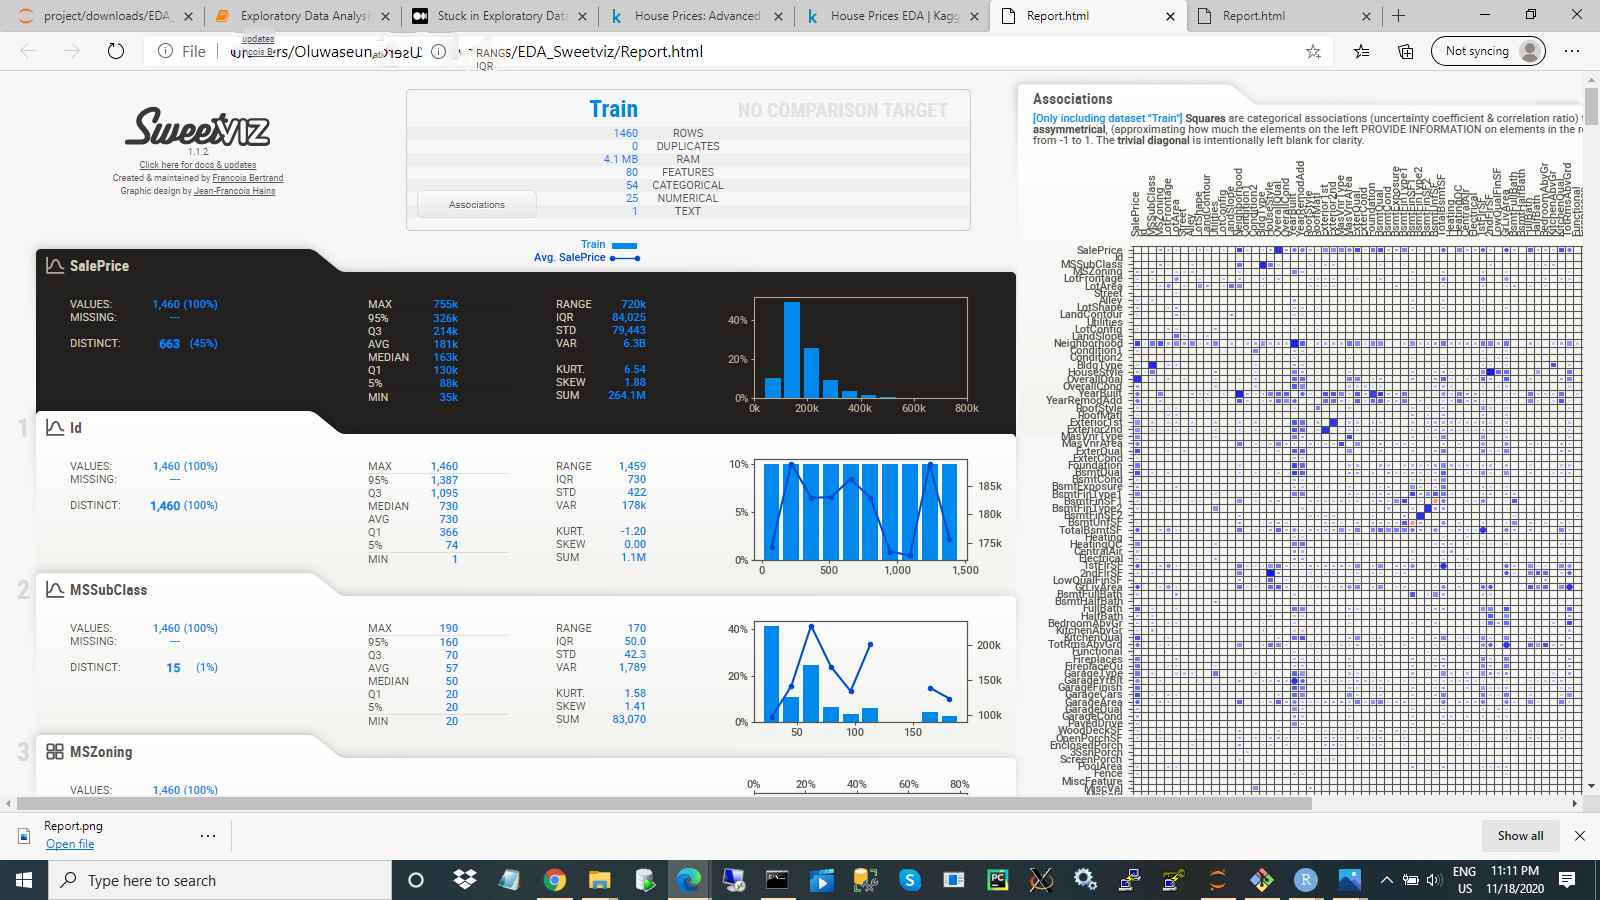 project/downloads/EDA_
Exploratory Data Analysis
Stuck in Exploratory Data
House Prices: Advanced
House Prices EDA | Kagg
Report.html
Report.html
File
/EDA_Sweetviz/Report.html
Not syncing
updates
RANGE
IQR
SweetVIZ
1.1.2
Click here for docs & updates
Created & maintained by Francois Bertrand
Graphic design by Jean-Francois Hains
Train
NO COMPARISON TARGET
1460 ROWS
0 DUPLICATES
4.1 MB RAM
80 FEATURES
54 CATEGORICAL
25 NUMERICAL
1 TEXT
Associations
Train
Avg. SalePrice
SalePrice
VALUES: 1,460 (100%)
MISSING: ---
DISTINCT: 663 (45%)
MAX 755k
95% 326k
Q3 214k
AVG 181k
MEDIAN 163k
Q1 130k
5% 88k
MIN 35k
RANGE 720k
IQR 84,025
STD 79,443
VAR 6.3B
KURT. 6.54
SKEW 1.88
SUM 264.1M
40%
20%
0%
0k 200k 400k 600k 800k
1 Id
VALUES: 1,460 (100%)
MISSING: ---
DISTINCT: 1,460 (100%)
MAX 1,460
95% 1,387
Q3 1,095
MEDIAN 730
AVG 730
Q1 366
5% 74
MIN 1
RANGE 1,459
IQR 730
STD 422
VAR 178k
KURT. -1.20
SKEW 0.00
SUM 1.1M
10%
5%
0%
185k
180k
175k
0 500 1,000 1,500
2 MSSubClass
VALUES: 1,460 (100%)
MISSING: ---
DISTINCT: 15 (1%)
MAX 190
95% 160
Q3 70
AVG 57
MEDIAN 50
Q1 20
5% 20
MIN 20
RANGE 170
IQR 50.0
STD 42.3
VAR 1,789
KURT. 1.58
SKEW 1.41
SUM 83,070
40%
20%
0%
200k
150k
100k
50 100 150
3 MSZoning
VALUES: 1,460 (100%)
0% 20% 40% 60% 80%
Associations
[Only including dataset "Train"] Squares are categorical associations (uncertainty coefficient & correlation ratio)
assymmetrical, (approximating how much the elements on the left PROVIDE INFORMATION on elements in the
from -1 to 1. The trivial diagonal is intentionally left blank for clarity.
SalePrice
Id
MSSubClass
MSZoning
LotFrontage
LotArea
Street
Alley
LotShape
LandContour
Utilities
LotConfig
LandSlope
Neighborhood
Condition1
Condition2
BldgType
HouseStyle
OverallQual
OverallCond
YearBuilt
YearRemodAdd
RoofStyle
RoofMatl
Exterior1st
Exterior2nd
MasVnrType
MasVnrArea
ExterQual
ExterCond
Foundation
BsmtQual
BsmtCond
BsmtExposure
BsmtFinType1
BsmtFinSF1
BsmtFinType2
BsmtFinSF2
BsmtUnfSF
TotalBsmtSF
Heating
HeatingQC
CentralAir
Electrical
1stFlrSF
2ndFlrSF
LowQualFinSF
GrLivArea
BsmtFullBath
BsmtHalfBath
FullBath
HalfBath
BedroomAbvGr
KitchenAbvGr
KitchenQual
TotRmsAbvGrd
Functional
Fireplaces
FireplaceQu
GarageType
GarageYrBlt
GarageFinish
GarageCars
GarageArea
GarageQual
GarageCond
PavedDrive
WoodDeckSF
OpenPorchSF
EnclosedPorch
3SsnPorch
ScreenPorch
PoolArea
Fence
MiscFeature
MiscVal
Report.png
Open file
Show all
Type here to search
ENG
US
11:11 PM
11/18/2020